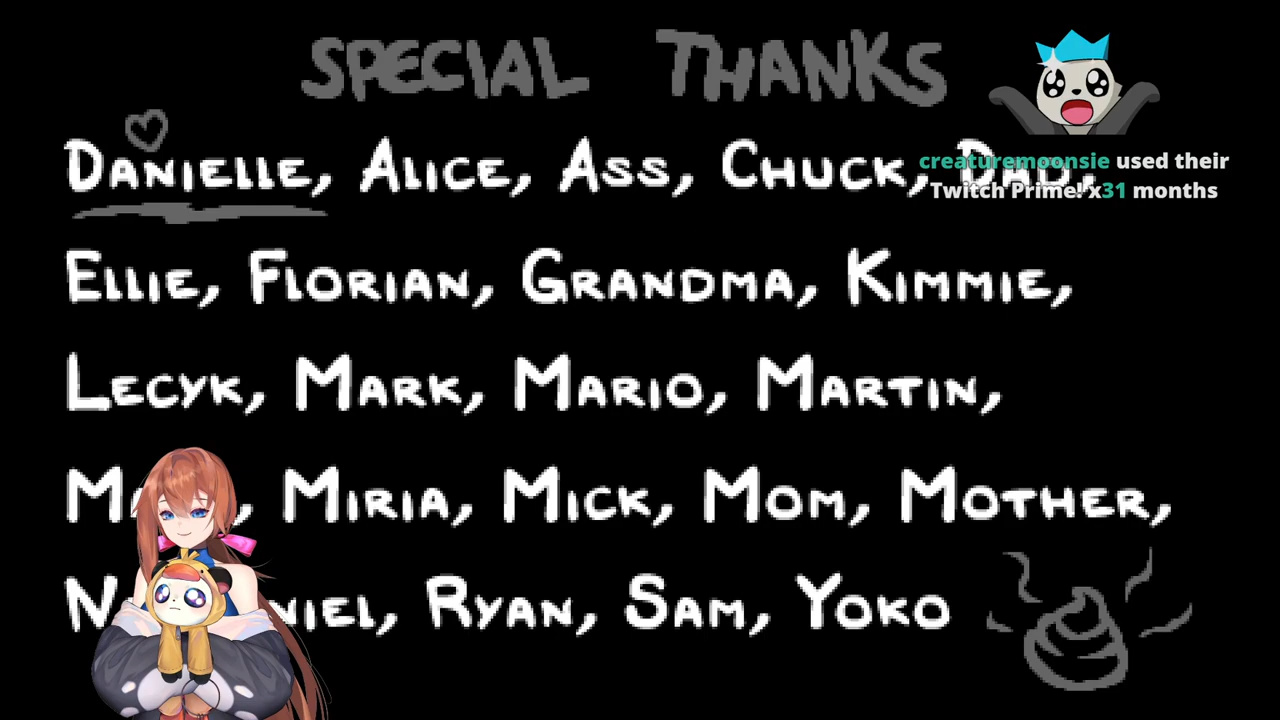 SPECIAL THANKS
DANIELLE, ALICE, ASS, CHUCK, DAD,
creaturemoonsie used their
Twitch Prime! x31 months
ELLIE, FLORIAN, GRANDMA, KIMMIE,
LECYK, MARK, MARIO, MARTIN,
MIRIA, MICK, MOM, MOTHER,
RYAN, SAM, YOKO